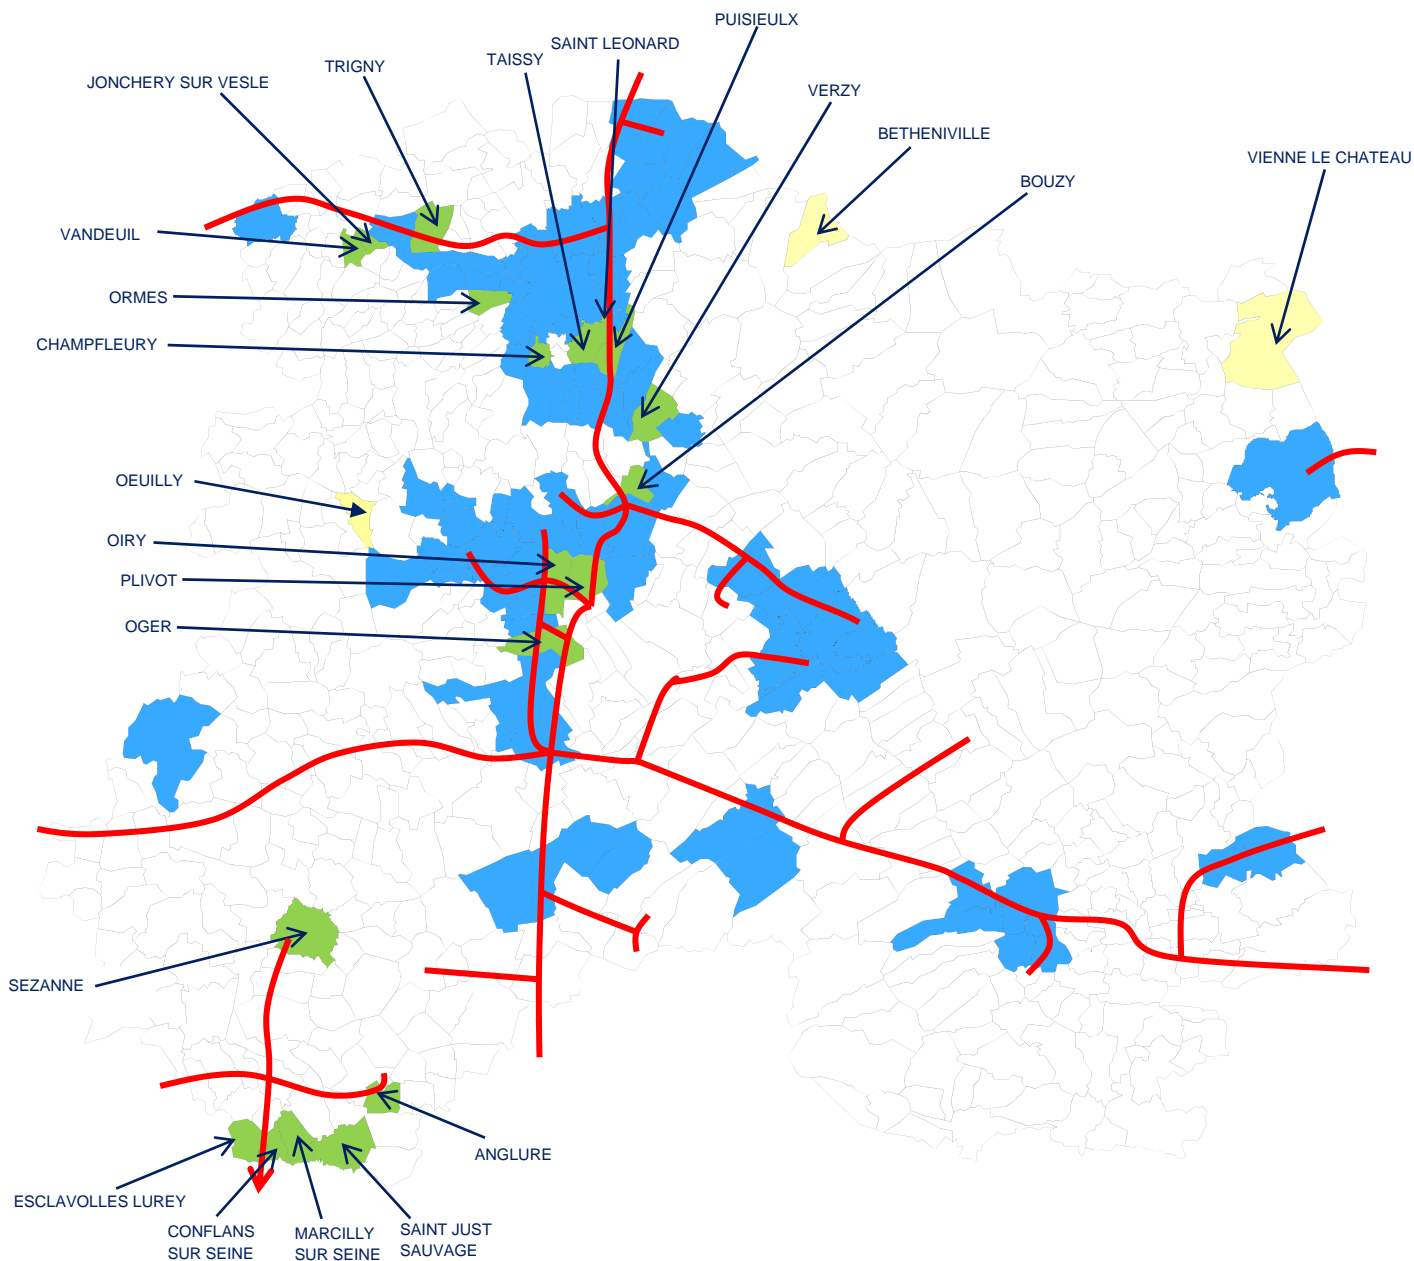 PUISIEULX
SAINT LEONARD
TAISSY
TRIGNY
JONCHERY SUR VESLE
VERZY
BETHENIVILLE
VIENNE LE CHATEAU
BOUZY
VANDEUIL
ORMES
CHAMPFLEURY
OEUILLY
OIRY
PLIVOT
OGER
SEZANNE
ANGLURE
ESCLAVOLLES LUREY
CONFLANS
SUR SEINE
MARCILLY
SUR SEINE
SAINT JUST
SAUVAGE